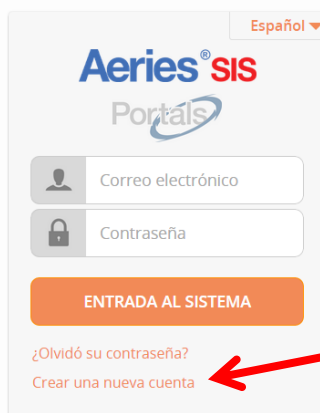 Español
Aeries® SIS
Portals
Correo electrónico
Contraseña
ENTRADA AL SISTEMA
¿Olvidó su contraseña?
Crear una nueva cuenta